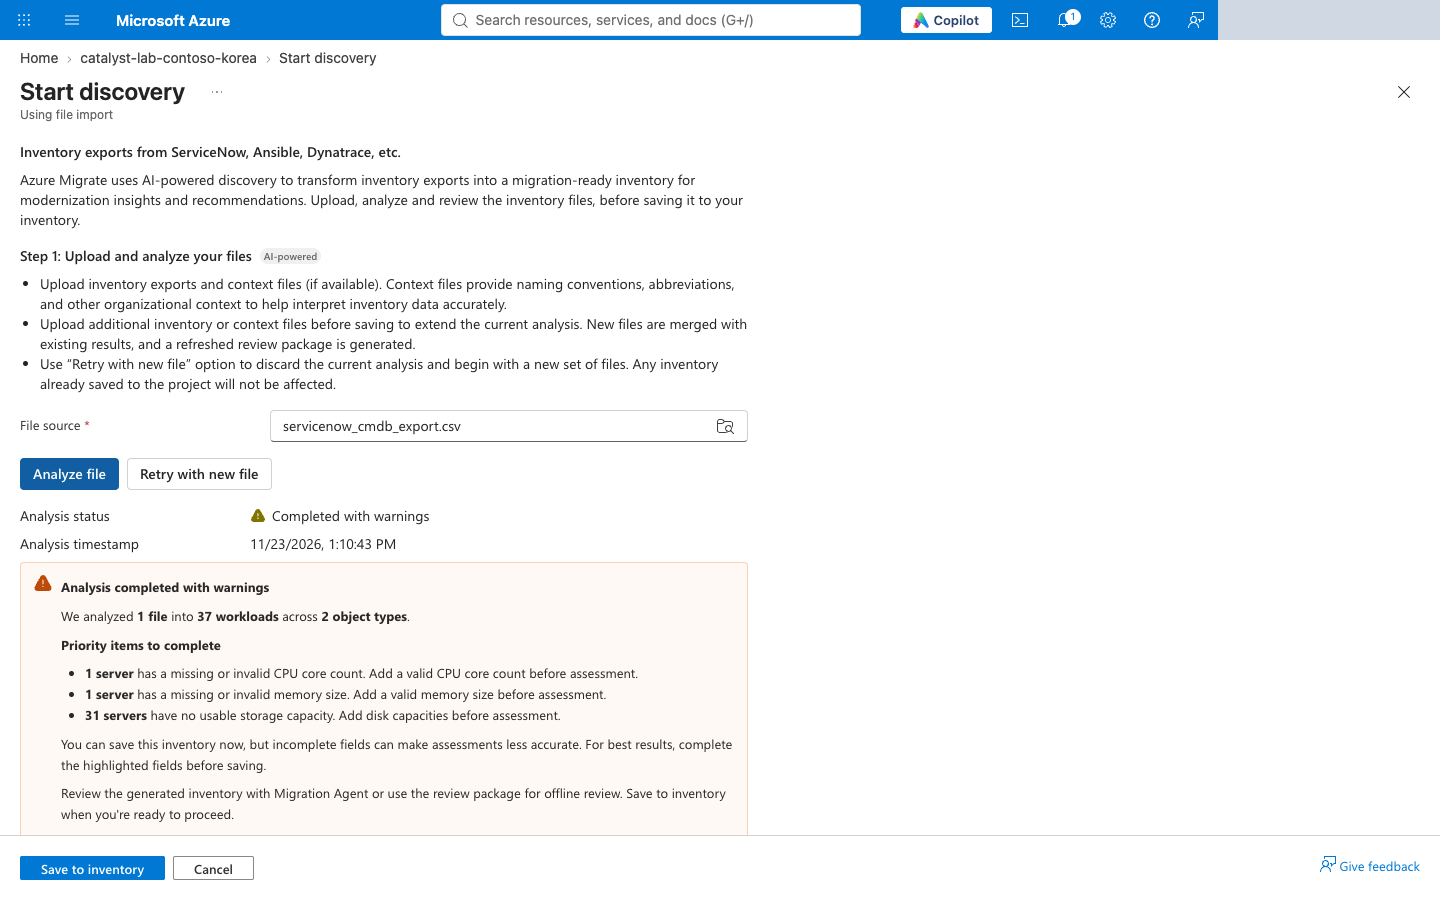 Microsoft Azure
Search resources, services, and docs (G+/)
Copilot
1
Home > catalyst-lab-contoso-korea > Start discovery
Start discovery ...
Using file import
Inventory exports from ServiceNow, Ansible, Dynatrace, etc.
Azure Migrate uses AI-powered discovery to transform inventory exports into a migration-ready inventory for
modernization insights and recommendations. Upload, analyze and review the inventory files, before saving it to your
inventory.
Step 1: Upload and analyze your files AI-powered
• Upload inventory exports and context files (if available). Context files provide naming conventions, abbreviations,
and other organizational context to help interpret inventory data accurately.
• Upload additional inventory or context files before saving to extend the current analysis. New files are merged with
existing results, and a refreshed review package is generated.
• Use “Retry with new file” option to discard the current analysis and begin with a new set of files. Any inventory
already saved to the project will not be affected.
File source *
servicenow_cmdb_export.csv
Analyze file
Retry with new file
Analysis status
Completed with warnings
Analysis timestamp
11/23/2026, 1:10:43 PM
Analysis completed with warnings
We analyzed 1 file into 37 workloads across 2 object types.
Priority items to complete
• 1 server has a missing or invalid CPU core count. Add a valid CPU core count before assessment.
• 1 server has a missing or invalid memory size. Add a valid memory size before assessment.
• 31 servers have no usable storage capacity. Add disk capacities before assessment.
You can save this inventory now, but incomplete fields can make assessments less accurate. For best results, complete
the highlighted fields before saving.
Review the generated inventory with Migration Agent or use the review package for offline review. Save to inventory
when you're ready to proceed.
Save to inventory
Cancel
Give feedback